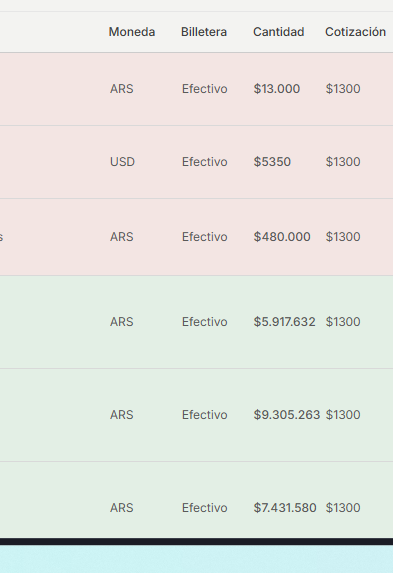 Moneda Billetera Cantidad Cotización
ARS Efectivo $13.000 $1300
USD Efectivo $5350 $1300
s ARS Efectivo $480.000 $1300
ARS Efectivo $5.917.632 $1300
ARS Efectivo $9.305.263 $1300
ARS Efectivo $7.431.580 $1300